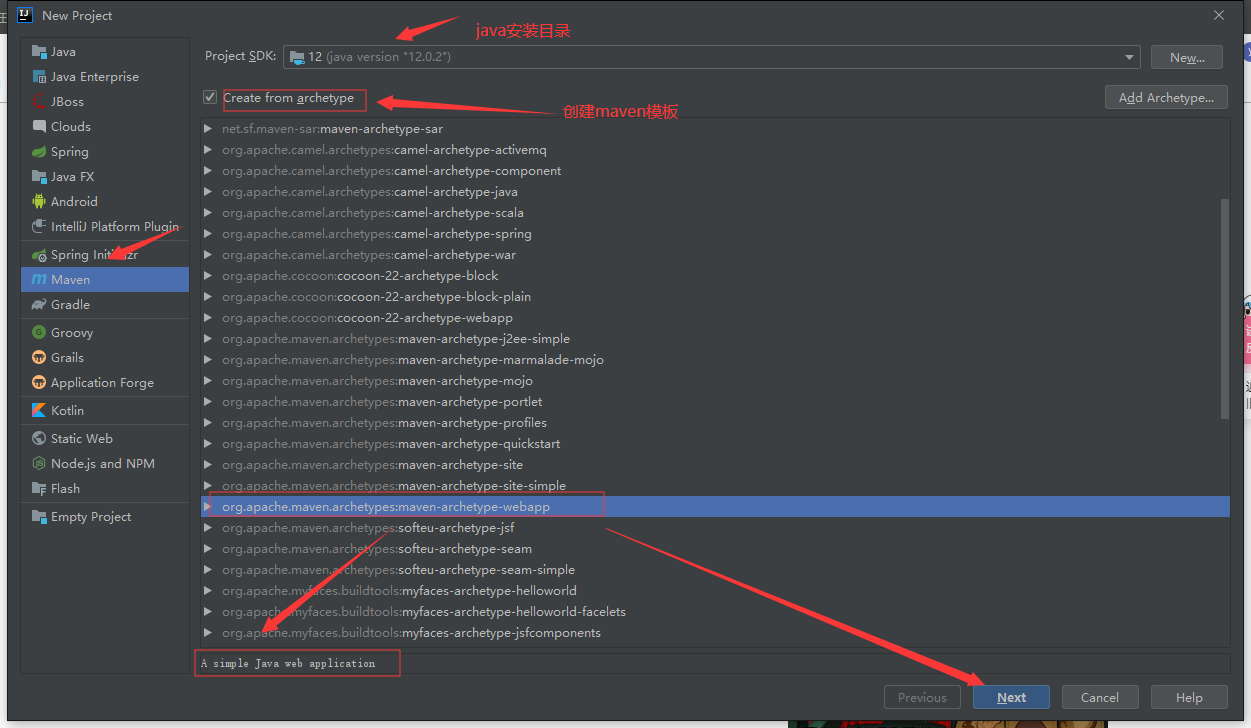 New Project
java安装目录
Project SDK: 12 (java version "12.0.2") New...
Create from archetype
创建maven模板
Add Archetype...
Java
Java Enterprise
JBoss
Clouds
Spring
Java FX
Android
IntelliJ Platform Plugin
Maven
Gradle
Groovy
Grails
Application Forge
Kotlin
Static Web
Node.js and NPM
Flash
Empty Project
net.sf.maven-sar:maven-archetype-sar
org.apache.camel.archetypes:camel-archetype-activemq
org.apache.camel.archetypes:camel-archetype-component
org.apache.camel.archetypes:camel-archetype-java
org.apache.camel.archetypes:camel-archetype-scala
org.apache.camel.archetypes:camel-archetype-spring
org.apache.camel.archetypes:camel-archetype-war
org.apache.cocoon:cocoon-22-archetype-block
org.apache.cocoon:cocoon-22-archetype-block-plain
org.apache.cocoon:cocoon-22-archetype-webapp
org.apache.maven.archetypes:maven-archetype-j2ee-simple
org.apache.maven.archetypes:maven-archetype-marmalade-mojo
org.apache.maven.archetypes:maven-archetype-mojo
org.apache.maven.archetypes:maven-archetype-portlet
org.apache.maven.archetypes:maven-archetype-profiles
org.apache.maven.archetypes:maven-archetype-quickstart
org.apache.maven.archetypes:maven-archetype-site
org.apache.maven.archetypes:maven-archetype-site-simple
org.apache.maven.archetypes:maven-archetype-webapp
org.apache.maven.archetypes:softeu-archetype-jsf
org.apache.maven.archetypes:softeu-archetype-seam
org.apache.maven.archetypes:softeu-archetype-seam-simple
org.apache.myfaces.buildtools:myfaces-archetype-helloworld
org.apache.myfaces.buildtools:myfaces-archetype-helloworld-facelets
org.apache.myfaces.buildtools:myfaces-archetype-jsfcomponents
A simple Java web application
Previous Next Cancel Help